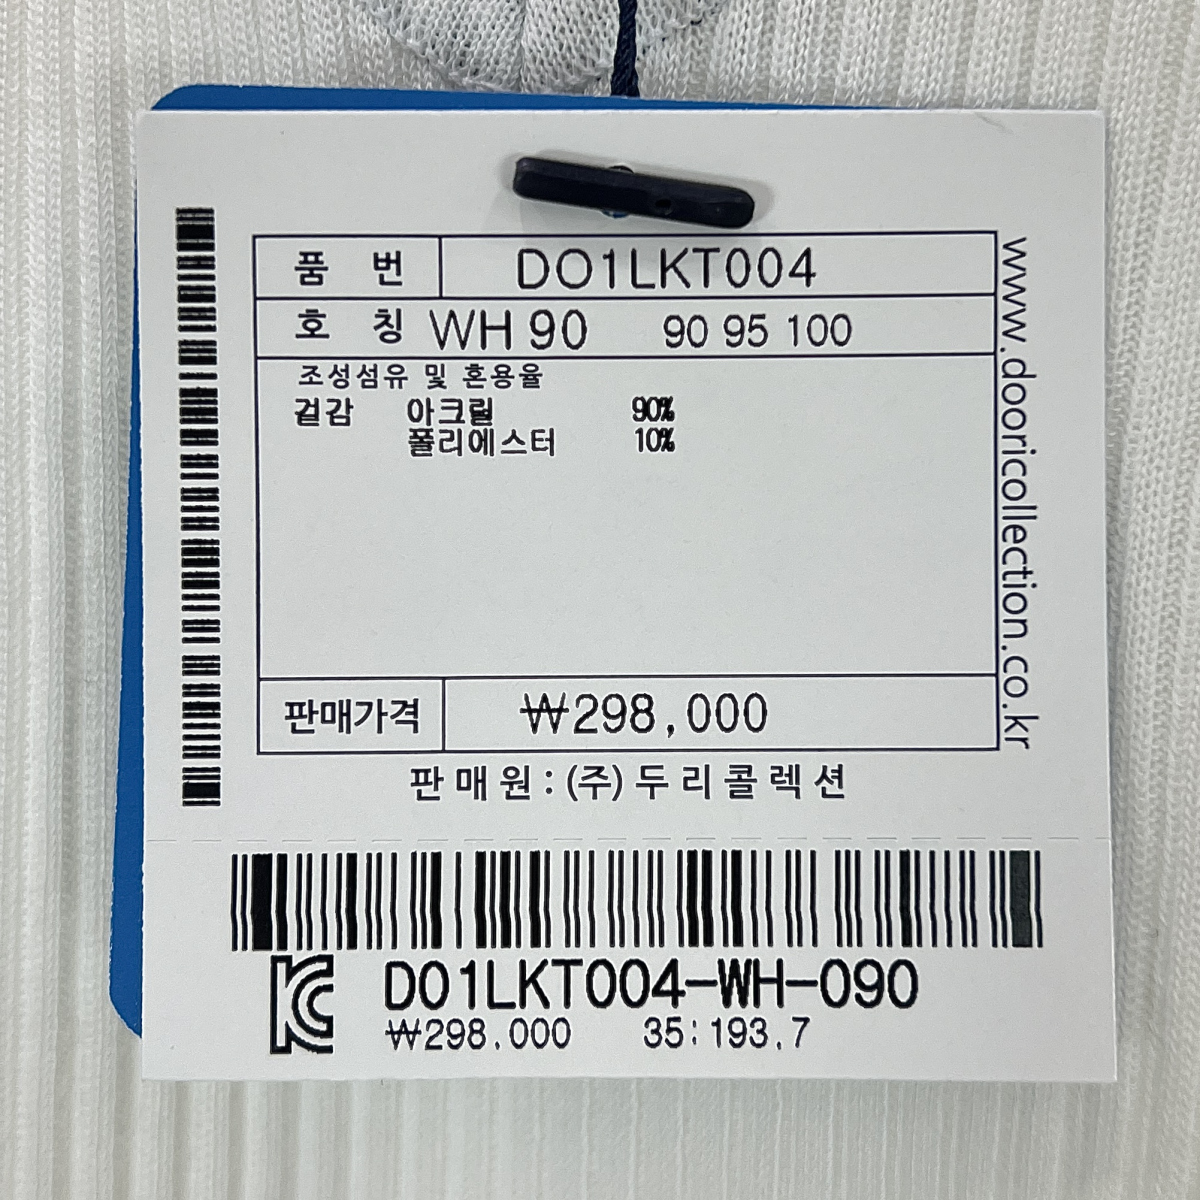 품 번 DO1LKT004
호 칭 WH 90 90 95 100
조성섬유 및 혼용율
겉감 아크릴 90%
폴리에스터 10%
판매가격 ₩298,000
판매원: (주)두리콜렉션
www.dooricollection.co.kr
KC DO1LKT004-WH-090
₩298.000 35:193.7